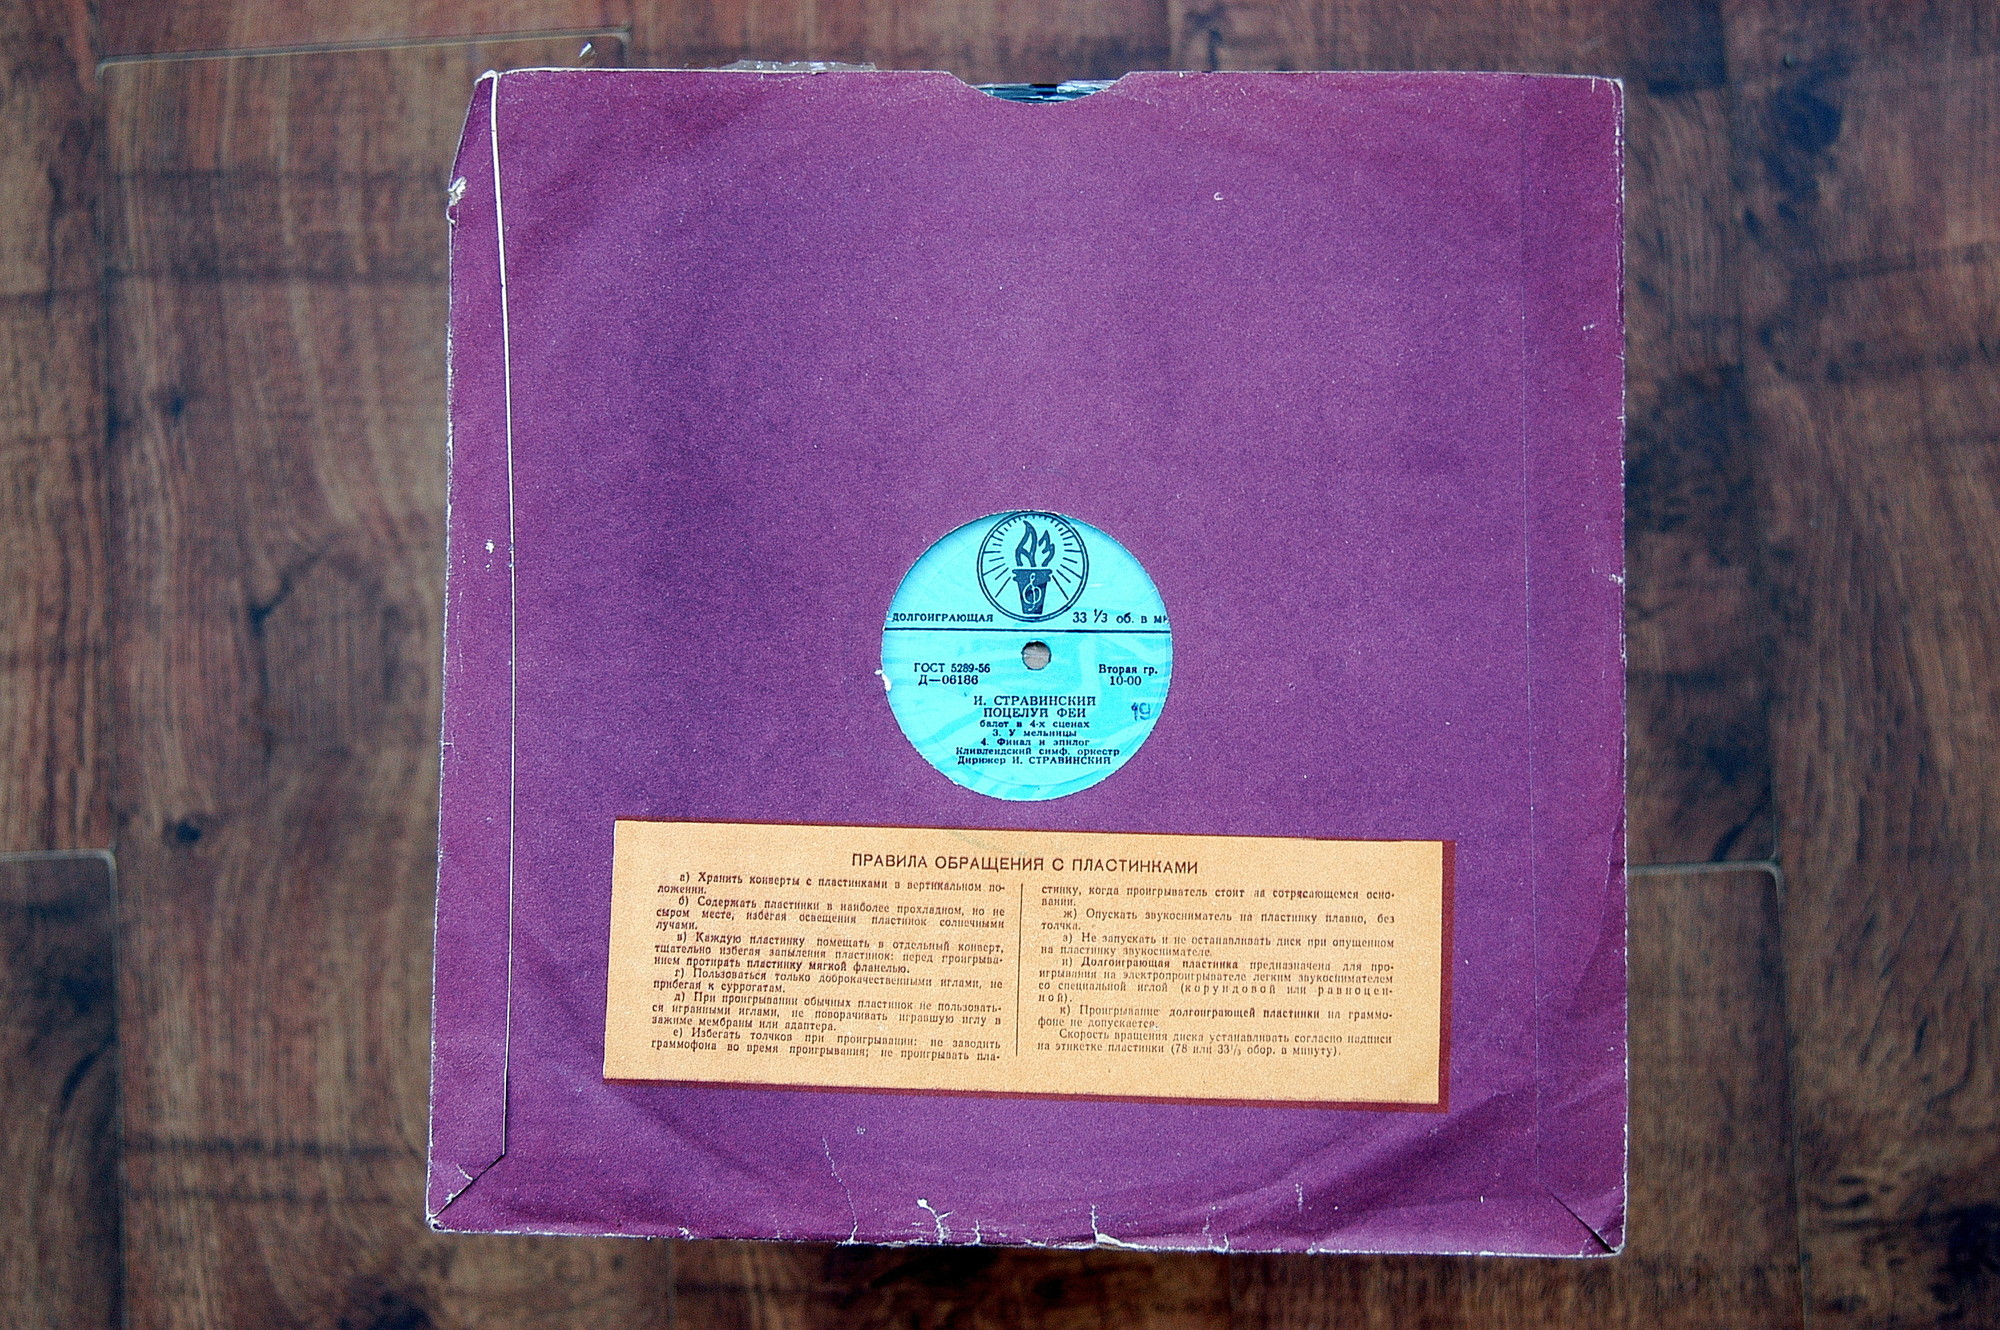 АЗ
ДОЛГОИГРАЮЩАЯ 33 ⅓ об. в
ГОСТ 5289-56 Вторая гр.
Д—06186 10-00
И. СТРАВИНСКИЙ
ПОЦЕЛУЙ ФЕИ 19
балет в 4-х сценах
3. У мельницы
4. Финал и эпилог
Кливлендский симф. оркестр
Дирижер И. СТРАВИНСКИЙ
ПРАВИЛА ОБРАЩЕНИЯ С ПЛАСТИНКАМИ
а) Хранить конверты с пластинками в вертикальном по-
ложении.
б) Содержать пластинки в наиболее прохладном, но не
сыром месте, избегая освещения пластинок солнечными
лучами.
в) Каждую пластинку помещать в отдельный конверт,
тщательно избегая запыления пластинок: перед проигрыва-
нием протирать пластинку мягкой фланелью.
г) Пользоваться только доброкачественными иглами, не
прибегая к суррогатам.
д) При проигрывании обычных пластинок не пользовать-
ся игранными иглами, не поворачивать игравшую иглу в
зажиме мембраны или адаптера.
е) Избегать толчков при проигрывании: не заводить
граммофона во время проигрывания; не проигрывать пла-
стинку, когда проигрыватель стоит на сотрясающемся осно-
вании.
ж) Опускать звукосниматель на пластинку плавно, без
толчка.
з) Не запускать и не останавливать диск при опущенном
на пластинку звукоснимателе.
и) Долгоиграющая пластинка предназначена для про-
игрывания на электропроигрывателе легким звукоснимателем
со специальной иглой (корундовой или равноцен-
ной).
к) Проигрывание долгоиграющей пластинки на граммо-
фоне не допускается.
Скорость вращения диска устанавливать согласно надписи
на этикетке пластинки (78 или 33⅓ обор. в минуту).